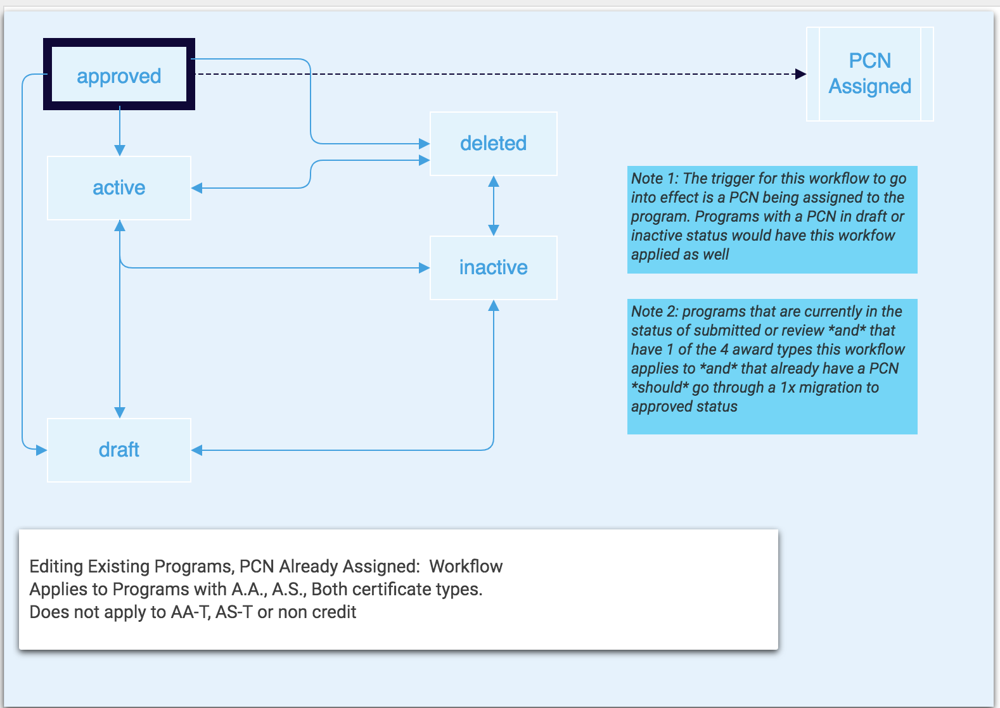 approved
PCN
Assigned
deleted
active
inactive
draft
Note 1: The trigger for this workflow to go
into effect is a PCN being assigned to the
program. Programs with a PCN in draft or
inactive status would have this workfow
applied as well
Note 2: programs that are currently in the
status of submitted or review *and* that
have 1 of the 4 award types this workflow
applies to *and* that already have a PCN
*should* go through a 1x migration to
approved status
Editing Existing Programs, PCN Already Assigned:  Workflow
Applies to Programs with A.A., A.S., Both certificate types.
Does not apply to AA-T, AS-T or non credit